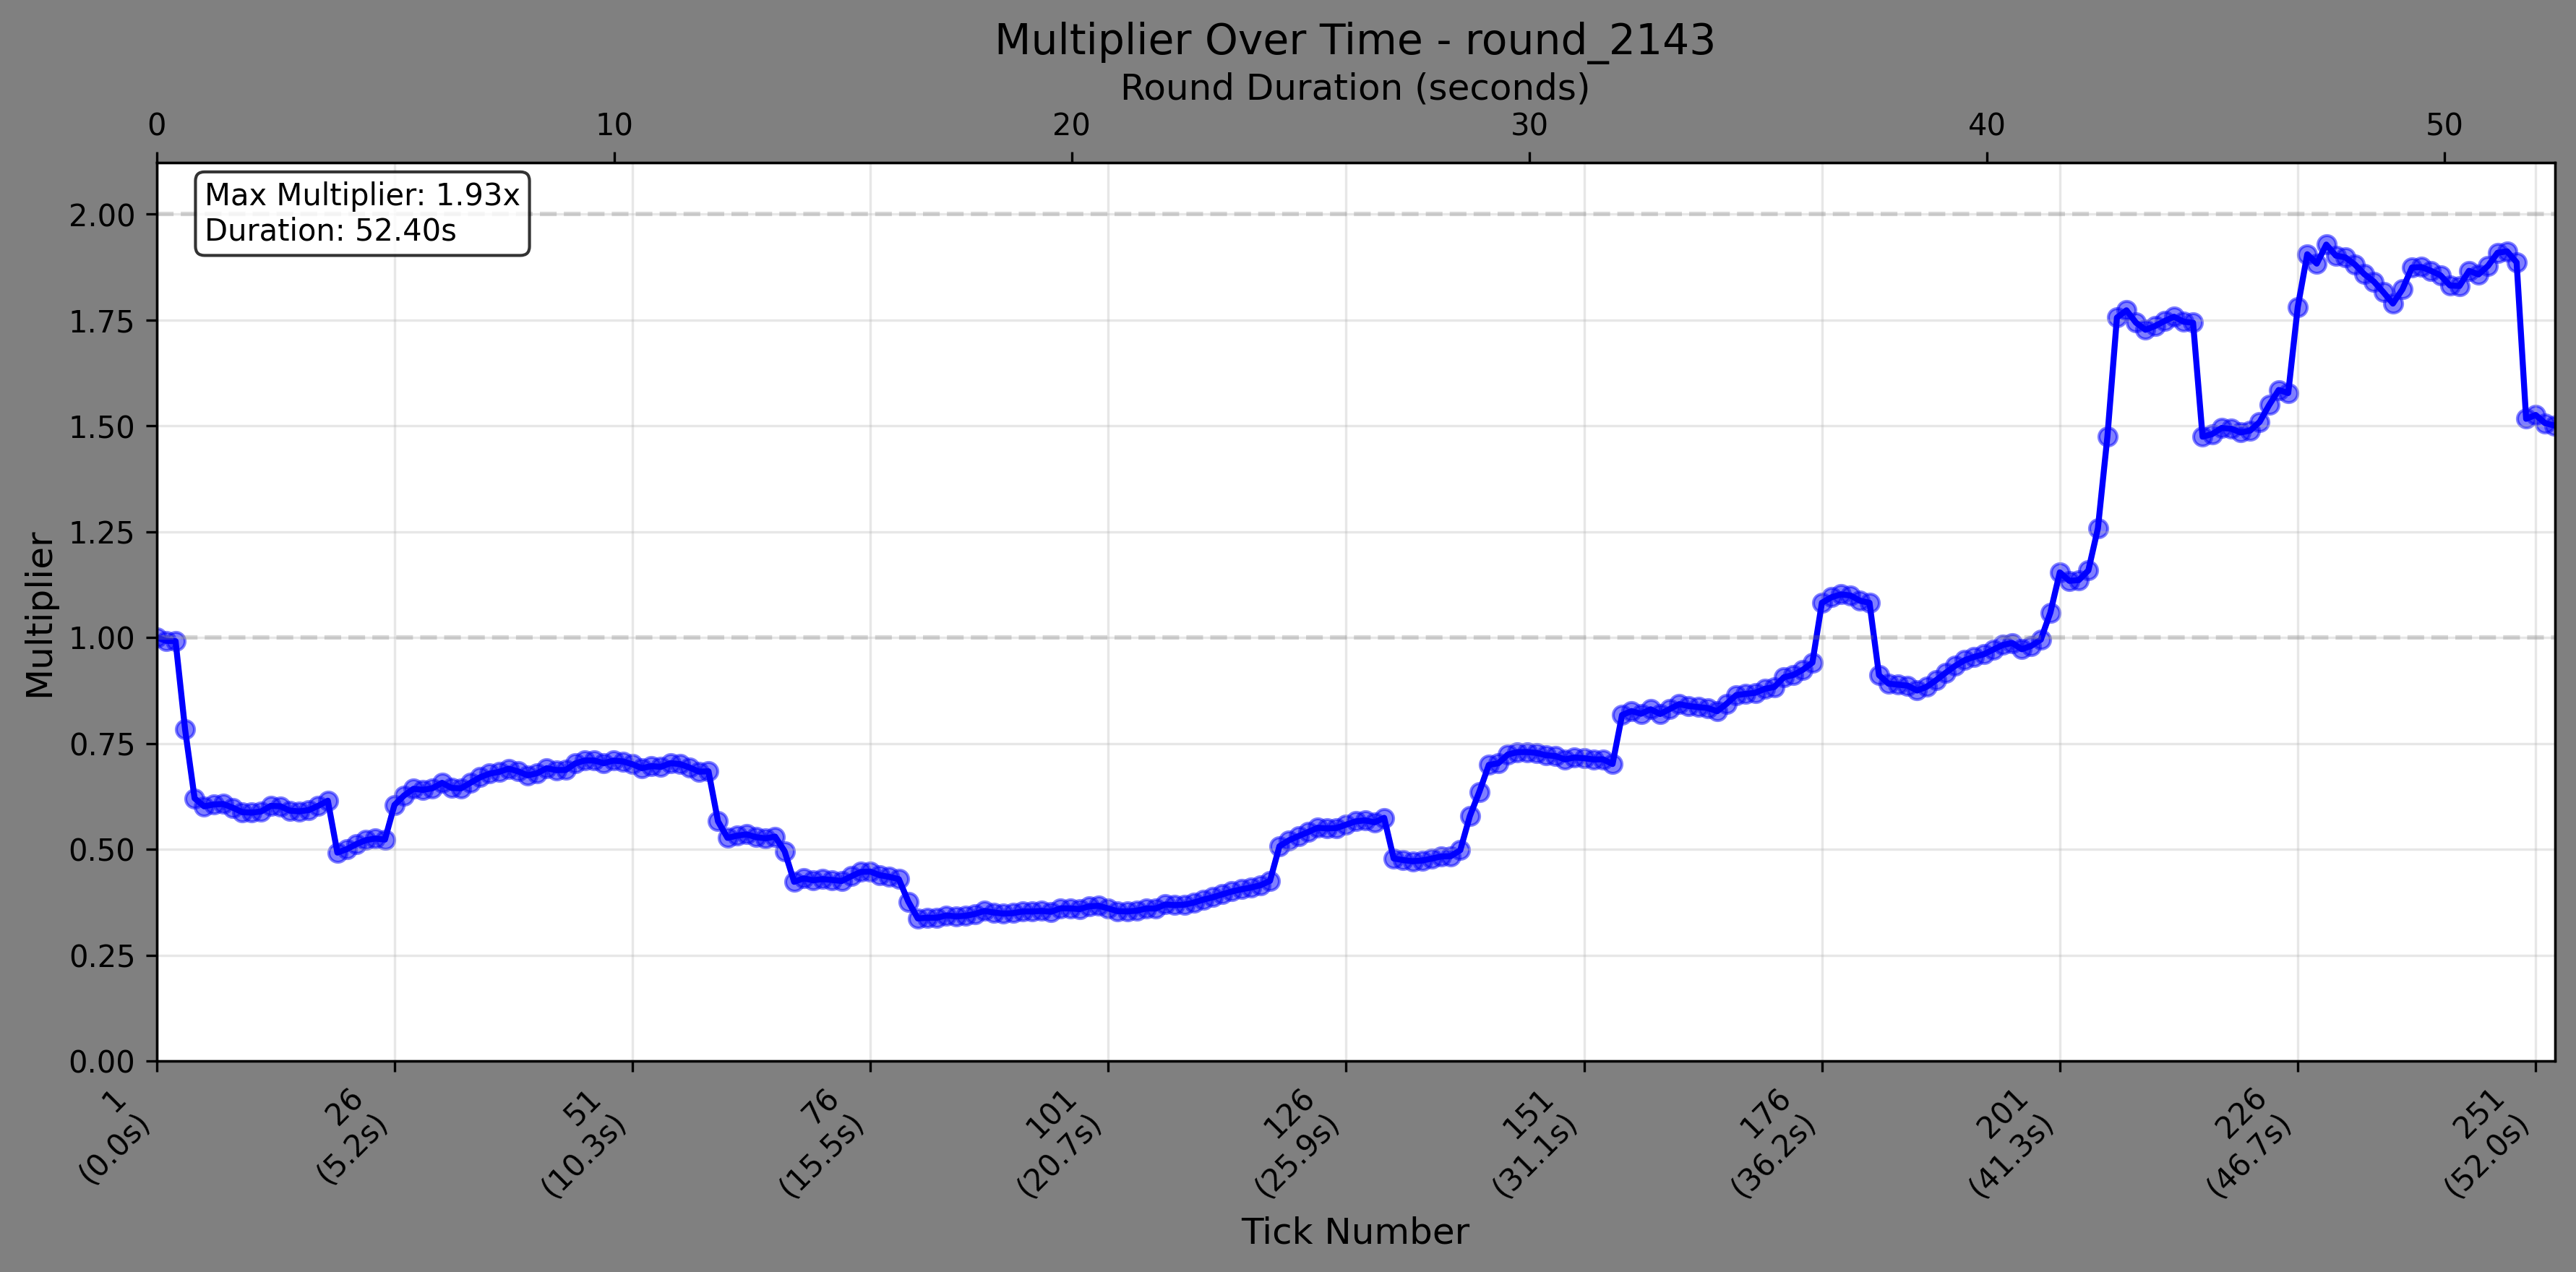 Multiplier Over Time - round_2143
Round Duration (seconds)
0 10 20 30 40 50
Max Multiplier: 1.93x
Duration: 52.40s
2.00
1.75
1.50
1.25
1.00
0.75
0.50
0.25
0.00
Multiplier
1 26 51 76 101 126 151 176 201 226 251
(0.0s) (5.2s) (10.3s) (15.5s) (20.7s) (25.9s) (31.1s) (36.2s) (41.3s) (46.7s) (52.0s)
Tick Number